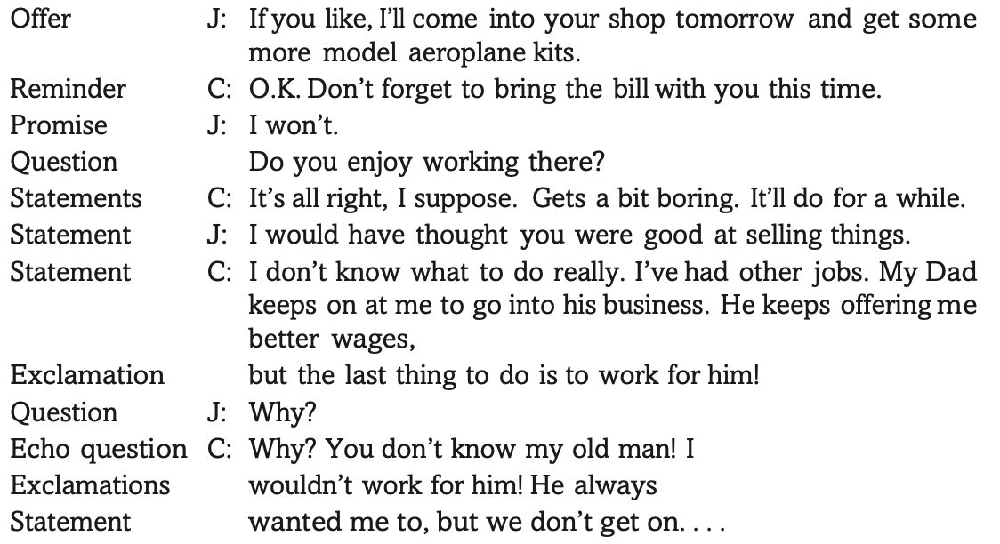 Offer J: If you like, I'll come into your shop tomorrow and get some
more model aeroplane kits.
Reminder C: O.K. Don't forget to bring the bill with you this time.
Promise J: I won't.
Question Do you enjoy working there?
Statements C: It's all right, I suppose. Gets a bit boring. It'll do for a while.
Statement J: I would have thought you were good at selling things.
Statement C: I don't know what to do really. I've had other jobs. My Dad
keeps on at me to go into his business. He keeps offering me
better wages,
Exclamation but the last thing to do is to work for him!
Question J: Why?
Echo question C: Why? You don't know my old man! I
Exclamations wouldn't work for him! He always
Statement wanted me to, but we don't get on. . . .